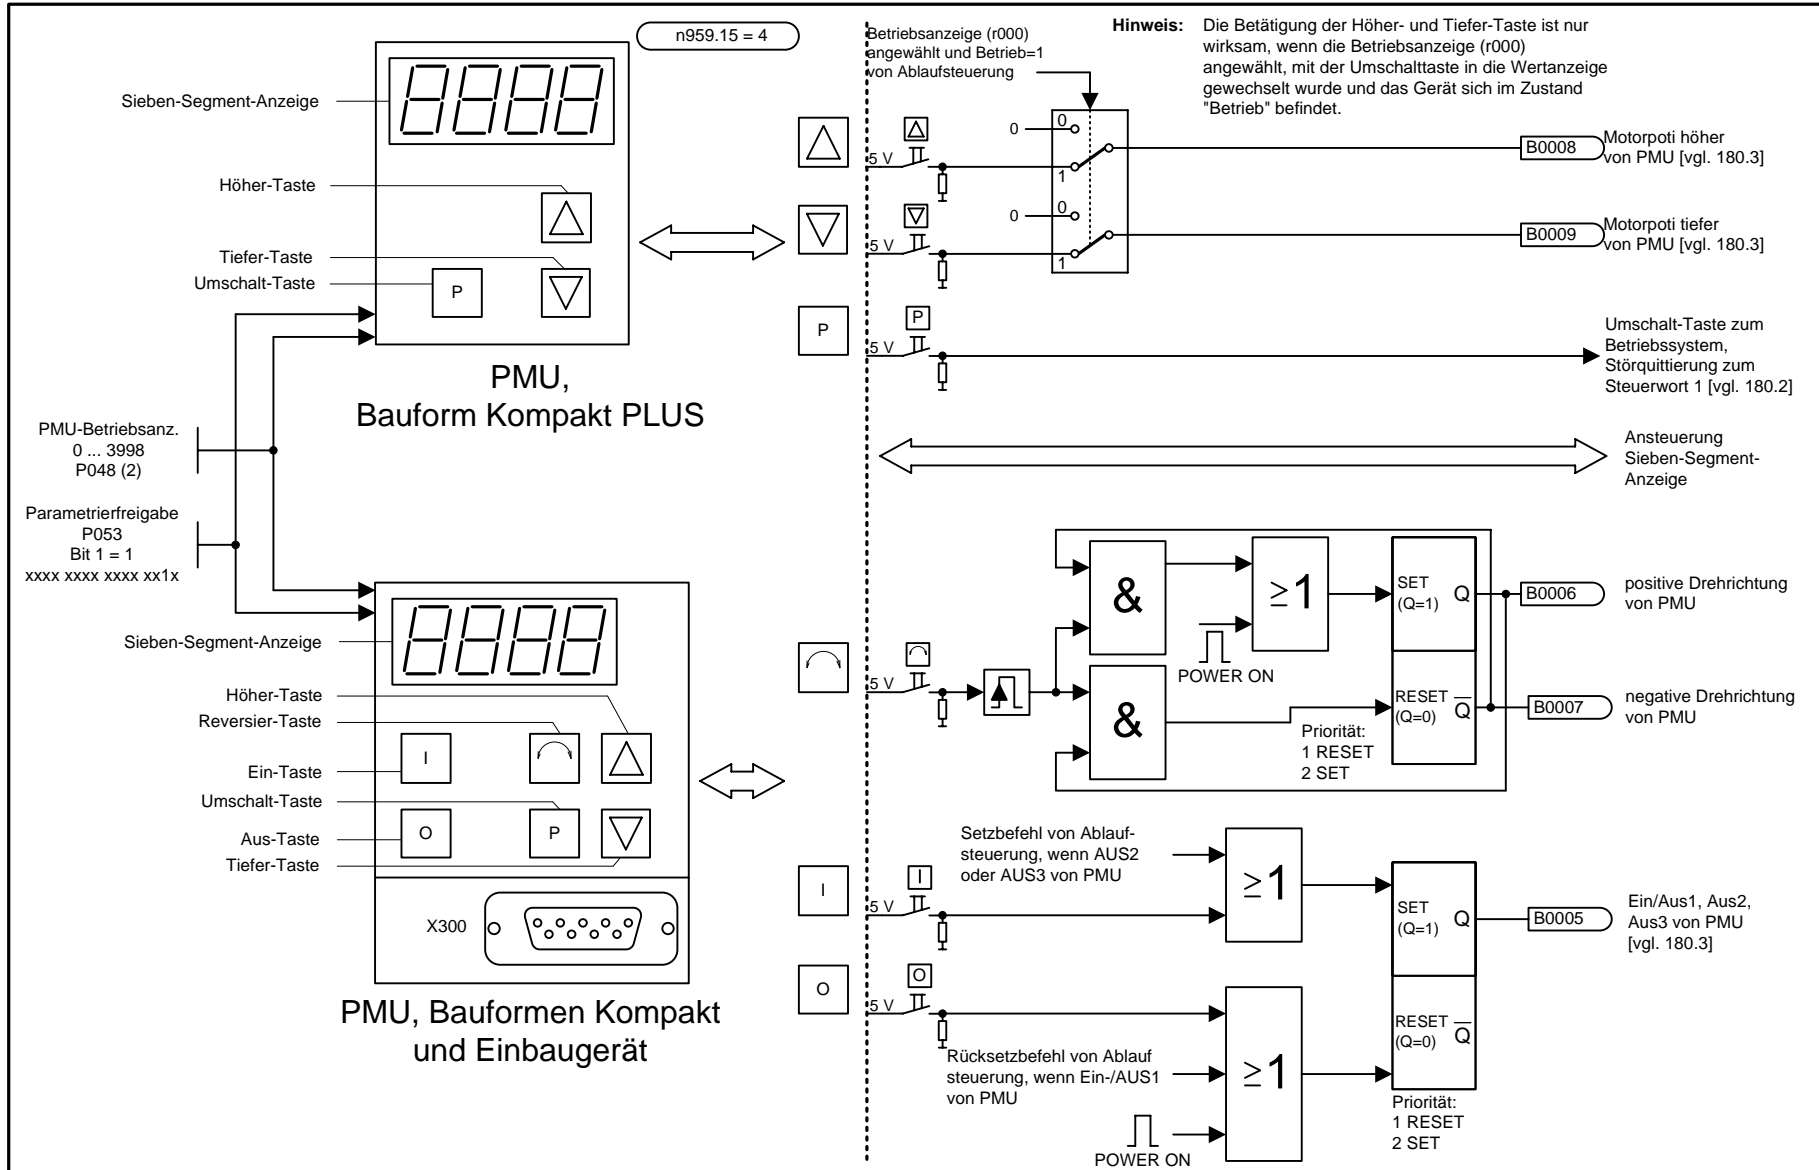 n959.15 = 4
Sieben-Segment-Anzeige
Höher-Taste
Tiefer-Taste
Umschalt-Taste
P
PMU,
Bauform Kompakt PLUS
PMU-Betriebsanz.
0 ... 3998
P048 (2)
Parametrierfreigabe
P053
Bit 1 = 1
xxxx xxxx xxxx xx1x
Sieben-Segment-Anzeige
Höher-Taste
Reversier-Taste
Ein-Taste
Umschalt-Taste
Aus-Taste
Tiefer-Taste
I
O
P
X300
PMU, Bauformen Kompakt
und Einbaugerät
Betriebsanzeige (r000)
angewählt und Betrieb=1
von Ablaufsteuerung
Hinweis: Die Betätigung der Höher- und Tiefer-Taste ist nur
wirksam, wenn die Betriebsanzeige (r000)
angewählt, mit der Umschalttaste in die Wertanzeige
gewechselt wurde und das Gerät sich im Zustand
"Betrieb" befindet.
5 V
0
0
1
B0008
Motorpoti höher
von PMU [vgl. 180.3]
5 V
0
0
1
B0009
Motorpoti tiefer
von PMU [vgl. 180.3]
P
P
5 V
Umschalt-Taste zum
Betriebssystem,
Störquittierung zum
Steuerwort 1 [vgl. 180.2]
Ansteuerung
Sieben-Segment-
Anzeige
5 V
&
&
≥1
POWER ON
SET
(Q=1)
Q
RESET
(Q=0)
Q
Priorität:
1 RESET
2 SET
B0006
positive Drehrichtung
von PMU
B0007
negative Drehrichtung
von PMU
Setzbefehl von Ablauf-
steuerung, wenn AUS2
oder AUS3 von PMU
I
I
5 V
≥1
O
O
5 V
Rücksetzbefehl von Ablauf
steuerung, wenn Ein-/AUS1
von PMU
POWER ON
≥1
SET
(Q=1)
Q
RESET
(Q=0)
Q
Priorität:
1 RESET
2 SET
B0005
Ein/Aus1, Aus2,
Aus3 von PMU
[vgl. 180.3]